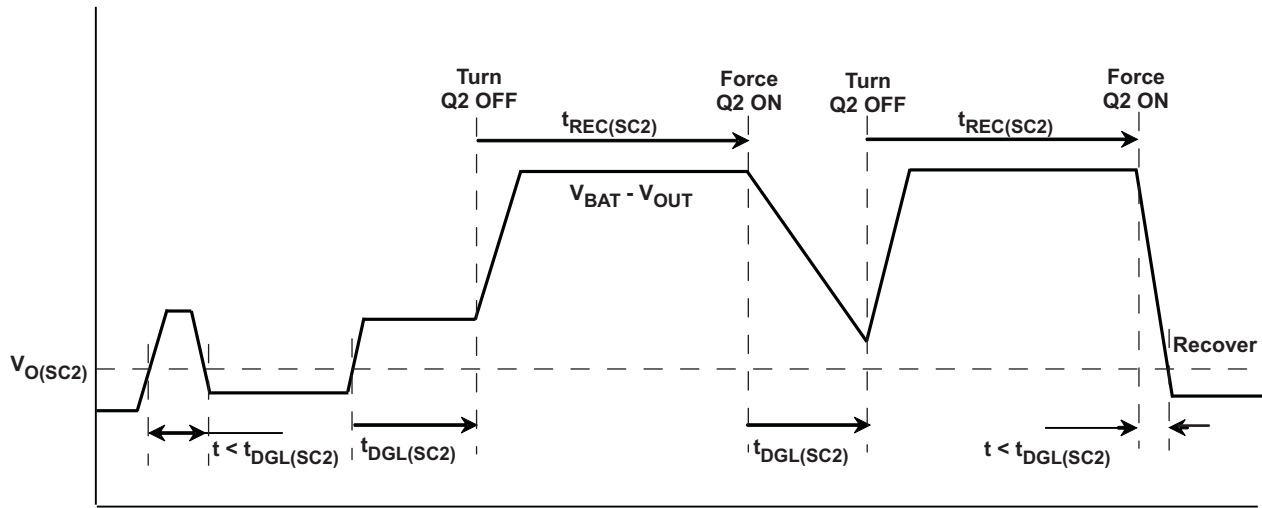 Turn
Q2 OFF
Force
Q2 ON
Turn
Q2 OFF
Force
Q2 ON
tREC(SC2)
tREC(SC2)
VBAT - VOUT
VO(SC2)
Recover
t < tDGL(SC2)
tDGL(SC2)
tDGL(SC2)
t < tDGL(SC2)